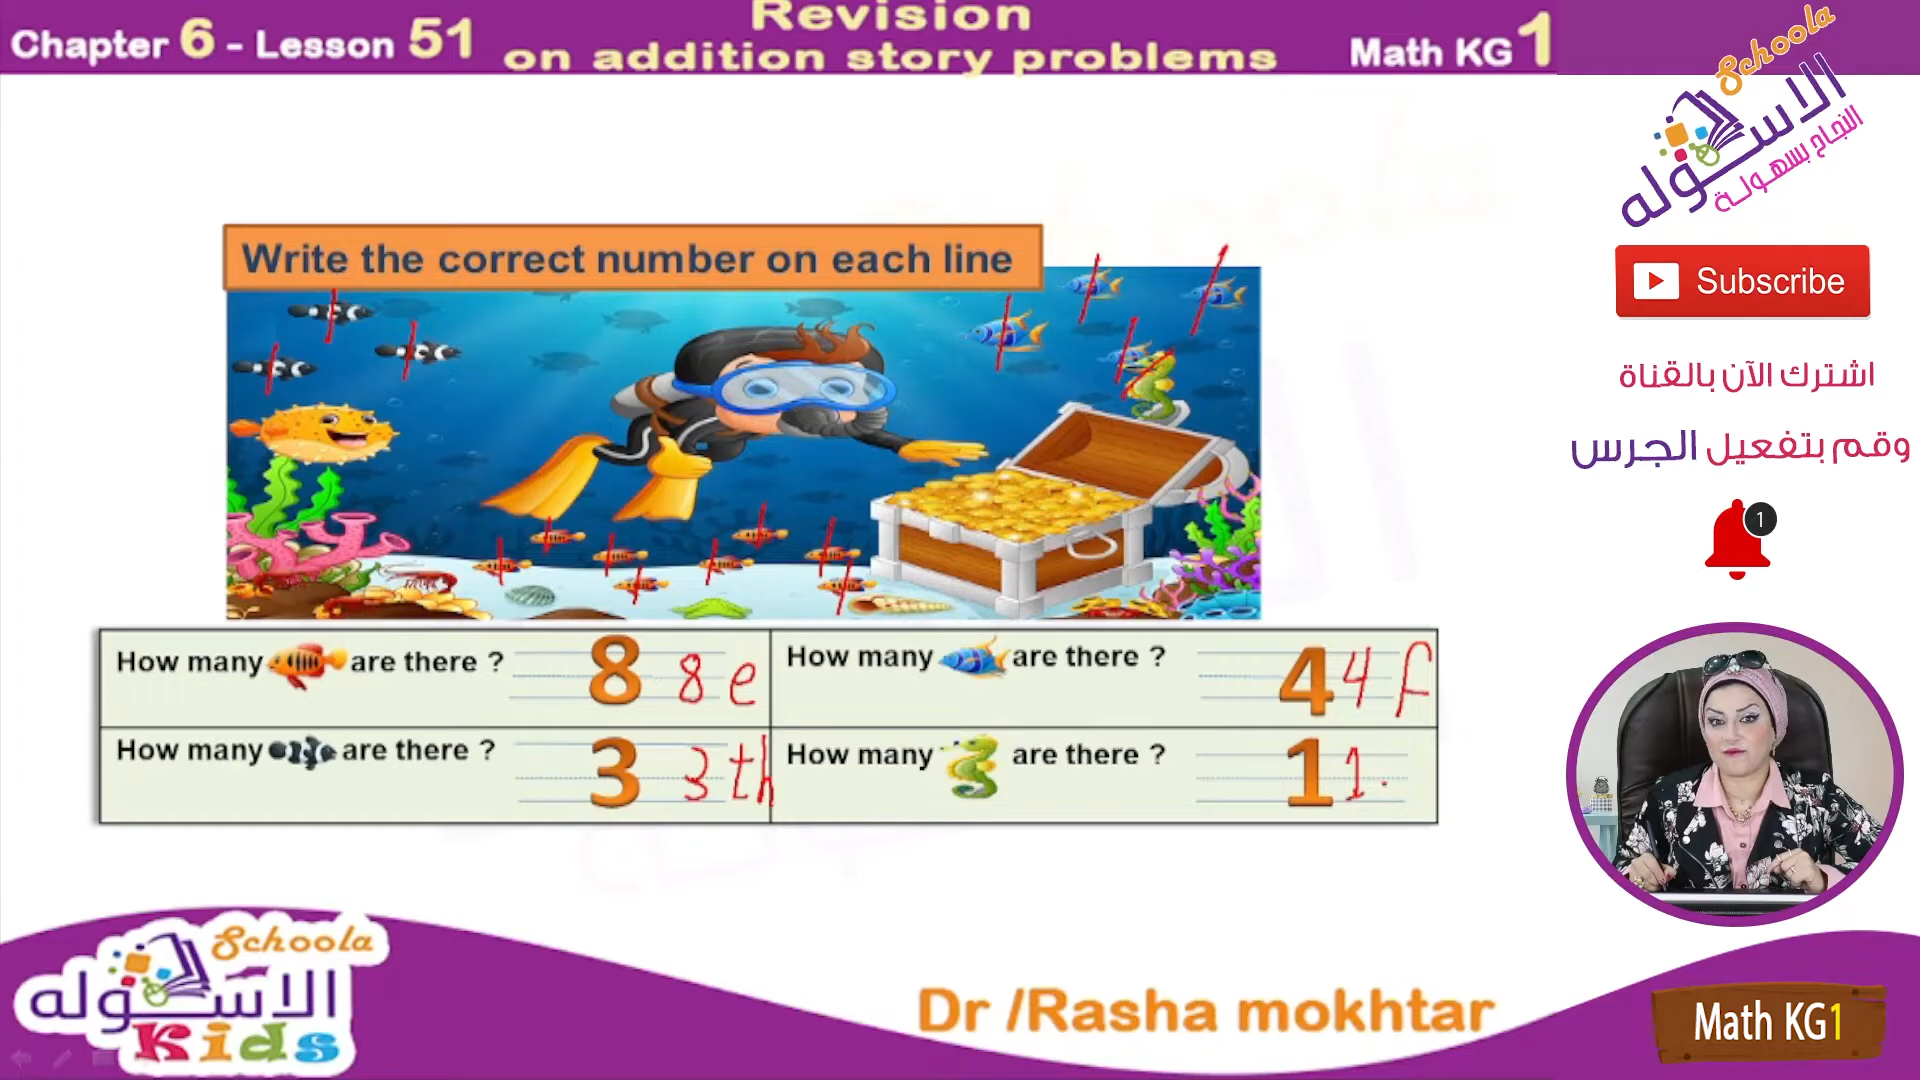 Chapter 6 - Lesson 51
Revision
on addition story problems
Math KG 1
Schoola
الاسكوله
النجاح بسهولة
Write the correct number on each line
Subscribe
اشترك الآن بالقناة
وقم بتفعيل الجرس
1
How many are there ? 8 8 e
How many are there ? 4 4 f
How many are there ? 3 3 th
How many are there ? 1 1.
Schoola
الاسكوله
Kids
Dr /Rasha mokhtar
Math KG1